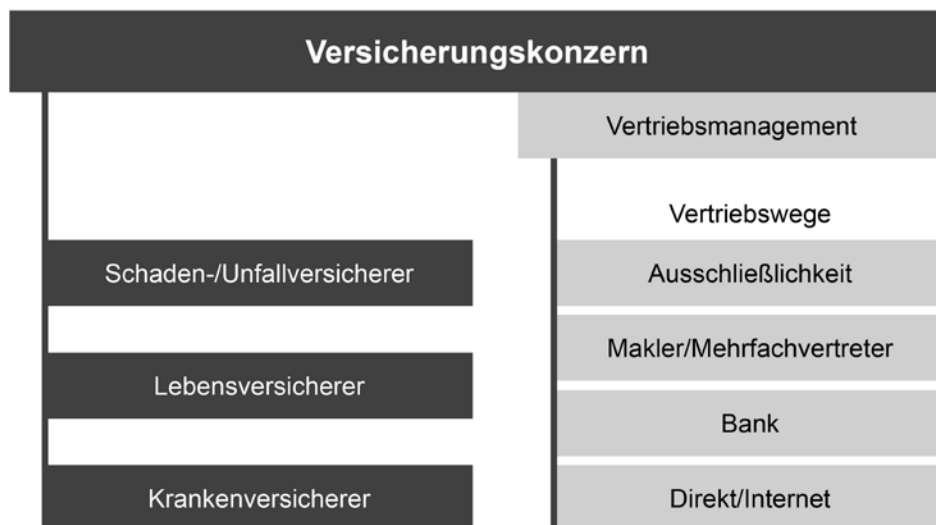 Versicherungskonzern
Vertriebsmanagement
Vertriebswege
Schaden-/Unfallversicherer
Ausschließlichkeit
Makler/Mehrfachvertreter
Lebensversicherer
Bank
Krankenversicherer
Direkt/Internet